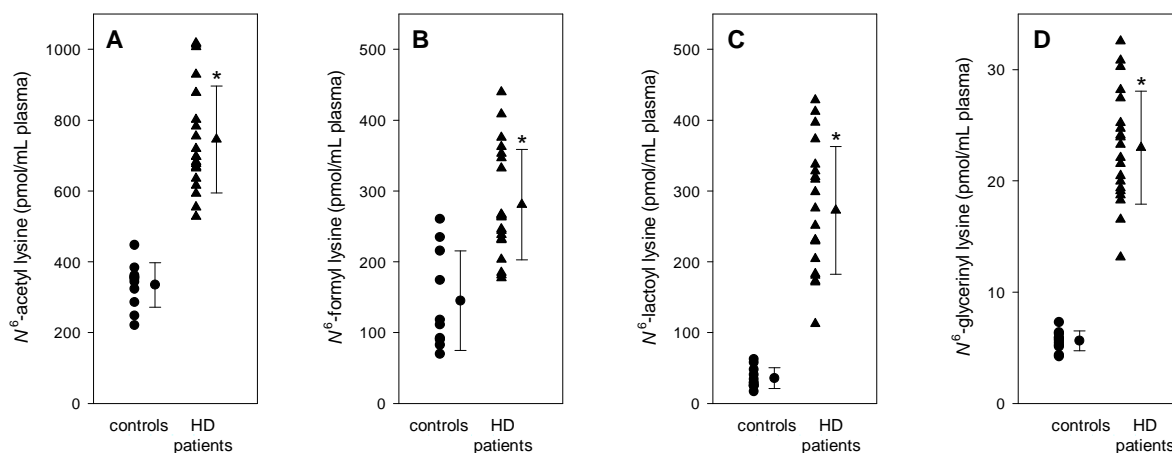 A
N⁶-acetyl lysine (pmol/mL plasma)
1000
800
600
400
200
0
*
controls
HD
patients
B
N⁶-formyl lysine (pmol/mL plasma)
500
400
300
200
100
0
*
controls
HD
patients
C
N⁶-lactoyl lysine (pmol/mL plasma)
500
400
300
200
100
0
*
controls
HD
patients
D
N⁶-glycerinyl lysine (pmol/mL plasma)
30
20
10
0
*
controls
HD
patients